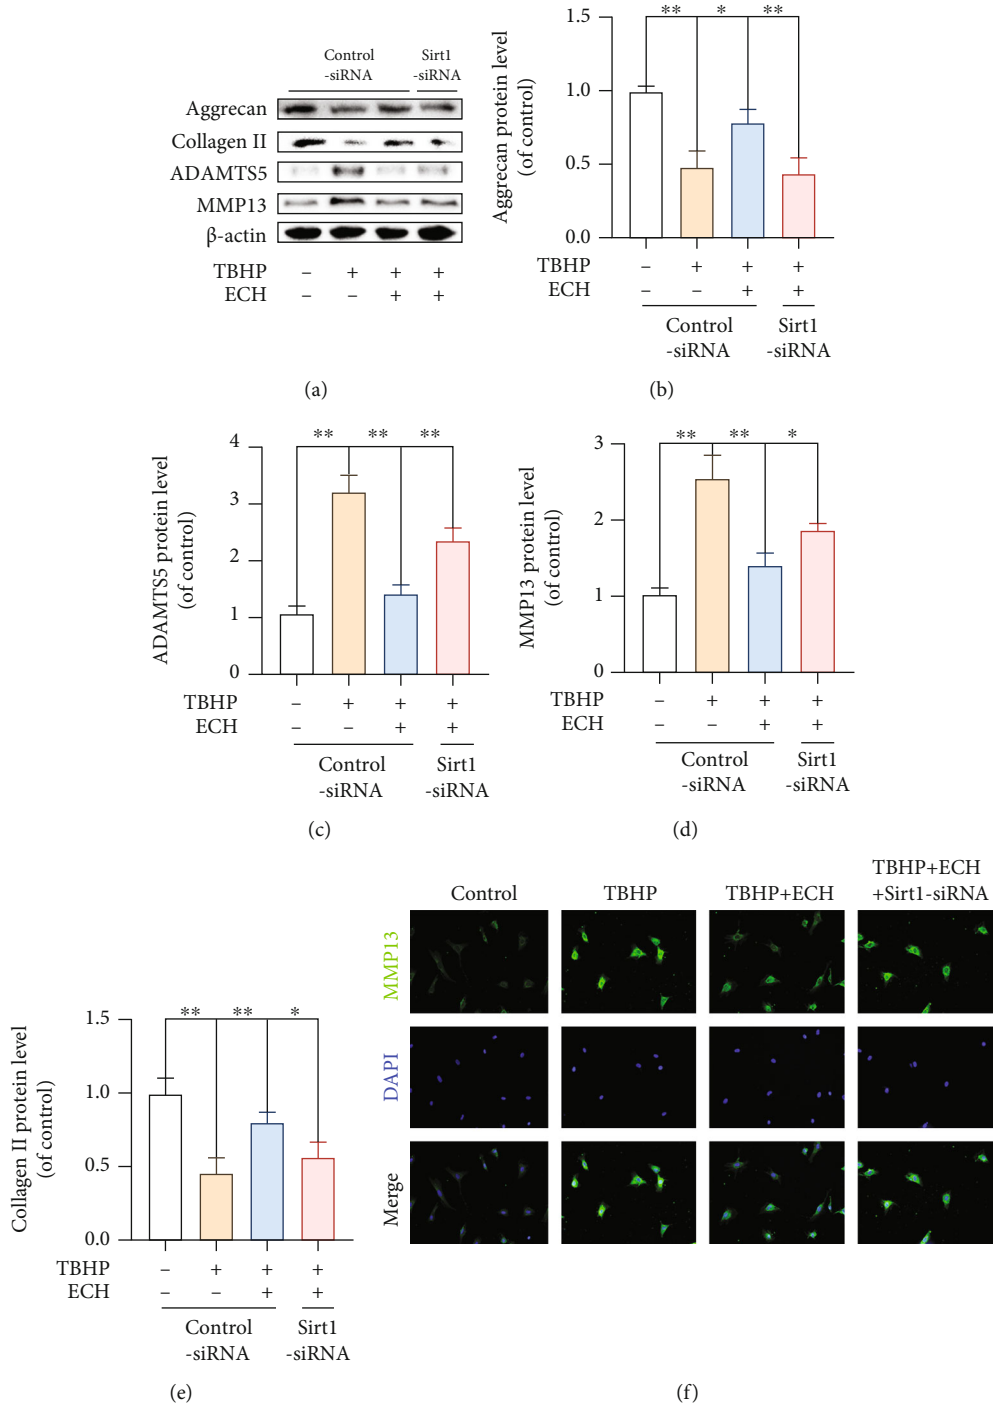 Control
-siRNA
Sirt1
-siRNA
Aggrecan
Collagen II
ADAMTS5
MMP13
β-actin
TBHP – + + +
ECH – – + +
(a)
Aggrecan protein level
(of control)
1.5
1.0
0.5
0.0
** * **
TBHP – + + +
ECH – – + +
Control
-siRNA
Sirt1
-siRNA
(b)
ADAMTS5 protein level
(of control)
4
3
2
1
0
** ** **
TBHP – + + +
ECH – – + +
Control
-siRNA
Sirt1
-siRNA
(c)
MMP13 protein level
(of control)
3
2
1
0
** ** *
TBHP – + + +
ECH – – + +
Control
-siRNA
Sirt1
-siRNA
(d)
Collagen II protein level
(of control)
1.5
1.0
0.5
0.0
** ** *
TBHP – + + +
ECH – – + +
Control
-siRNA
Sirt1
-siRNA
(e)
Control
TBHP
TBHP+ECH
TBHP+ECH
+Sirt1-siRNA
MMP13
DAPI
Merge
(f)